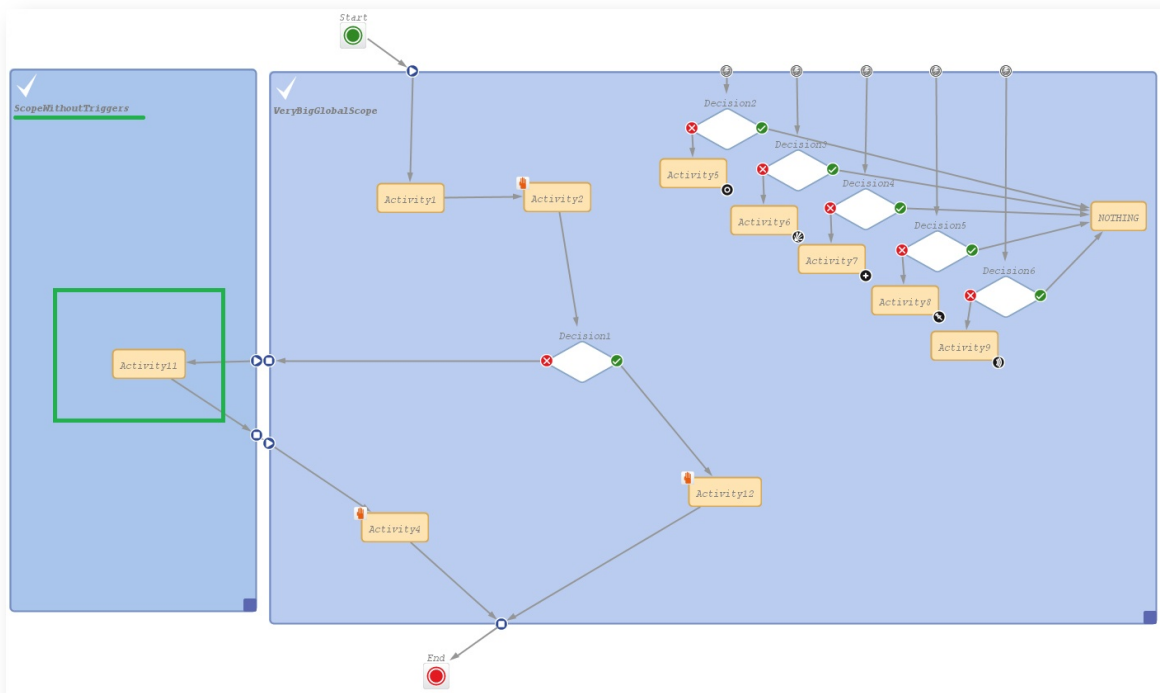 Start
ScopeWithoutTriggers
VeryBigGlobalScope
Decision2
Decision3
Activity5
Decision4
Activity1
Activity2
Activity6
NOTHING
Decision5
Activity7
Decision6
Activity8
Decision1
Activity9
Activity11
Activity12
Activity4
End